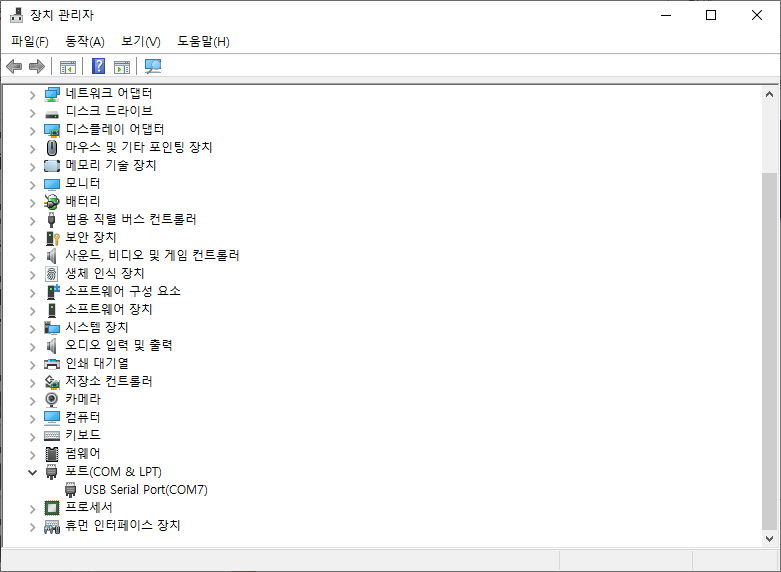 장치 관리자
파일(F) 동작(A) 보기(V) 도움말(H)
네트워크 어댑터
디스크 드라이브
디스플레이 어댑터
마우스 및 기타 포인팅 장치
메모리 기술 장치
모니터
배터리
범용 직렬 버스 컨트롤러
보안 장치
사운드, 비디오 및 게임 컨트롤러
생체 인식 장치
소프트웨어 구성 요소
소프트웨어 장치
시스템 장치
오디오 입력 및 출력
인쇄 대기열
저장소 컨트롤러
카메라
컴퓨터
키보드
펌웨어
포트(COM & LPT)
USB Serial Port(COM7)
프로세서
휴먼 인터페이스 장치